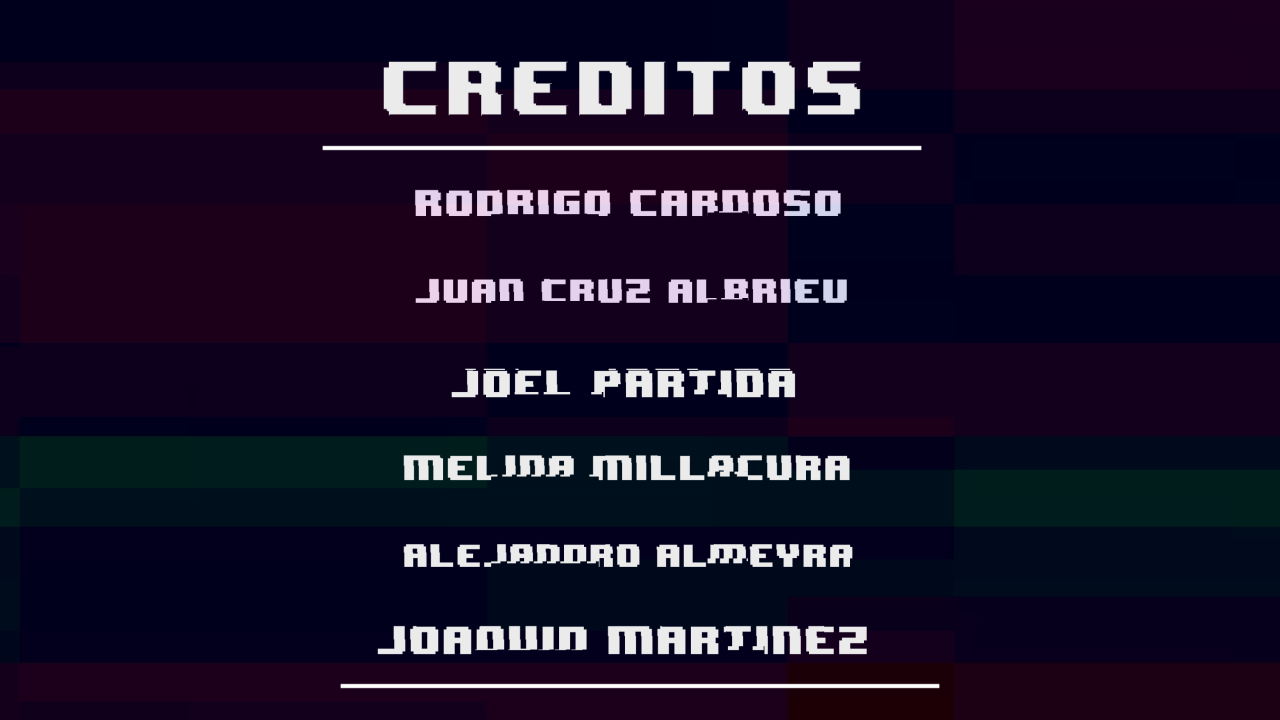 CREDITOS
RODRIGO CARDOSO
JUAN CRUZ ALBRIEU
JOEL PARTIDA
MELINA MILLACURA
ALEJANDRO ALMEYRA
JOAQUIN MARTINEZ